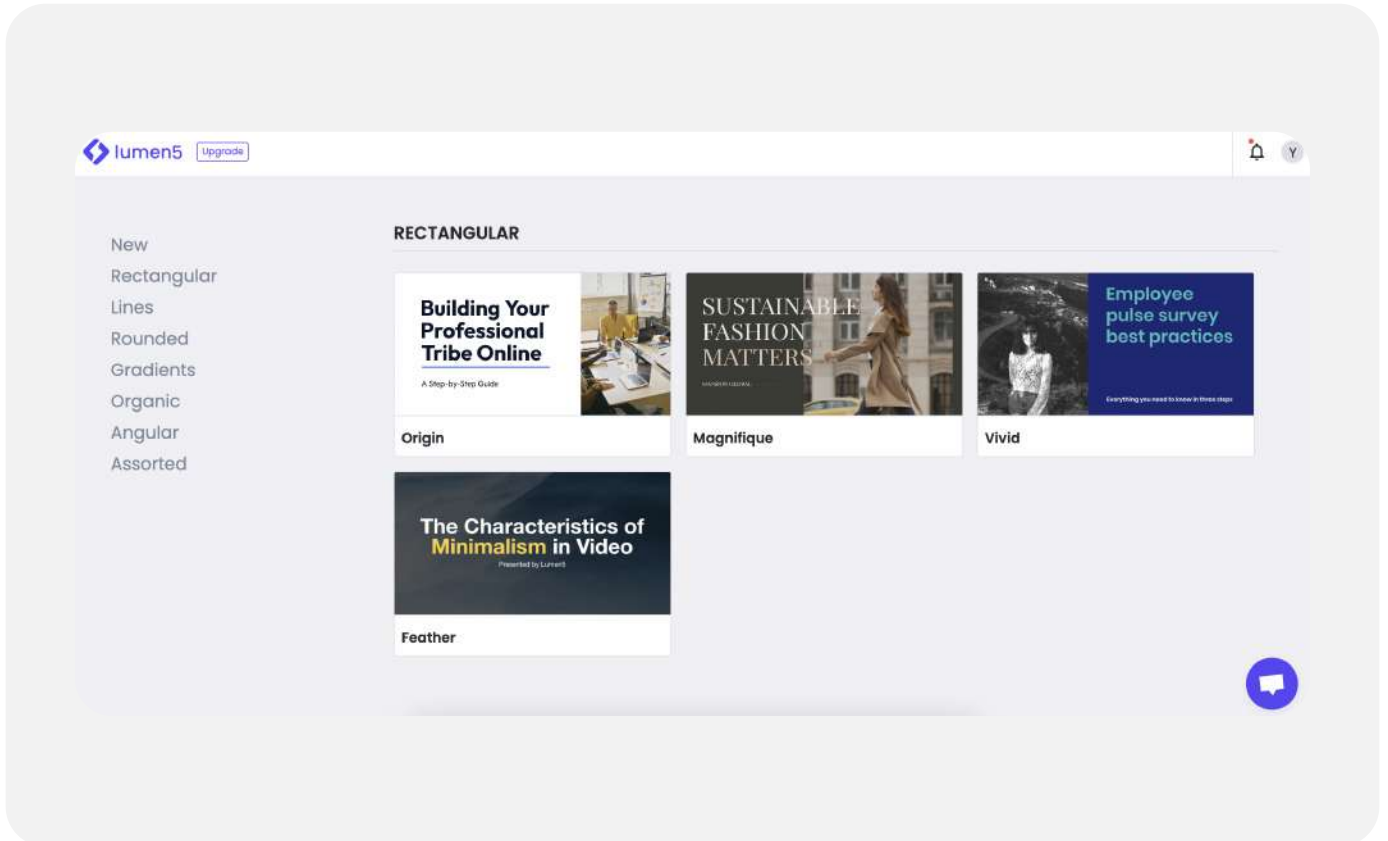 lumen5
Upgrade
Y
New
Rectangular
Lines
Rounded
Gradients
Organic
Angular
Assorted
RECTANGULAR
Building Your
Professional
Tribe Online
A Step-by-Step Guide
Origin
SUSTAINABLE
FASHION
MATTERS
Magnifique
Employee
pulse survey
best practices
Everything you need to know in three steps
Vivid
The Characteristics of
Minimalism in Video
Presented by Lumen5
Feather